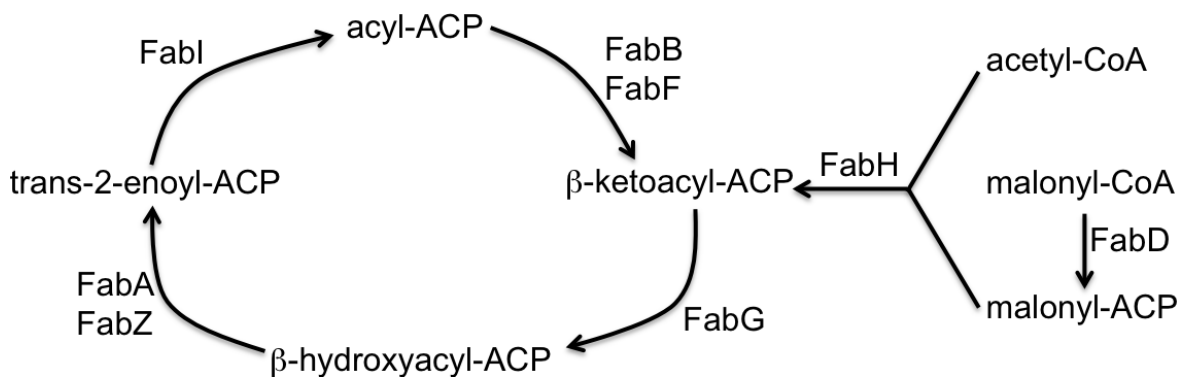 acyl-ACP
FabI
FabB
FabF
acetyl-CoA
trans-2-enoyl-ACP
β-ketoacyl-ACP
FabH
malonyl-CoA
FabD
FabA
FabZ
FabG
malonyl-ACP
β-hydroxyacyl-ACP